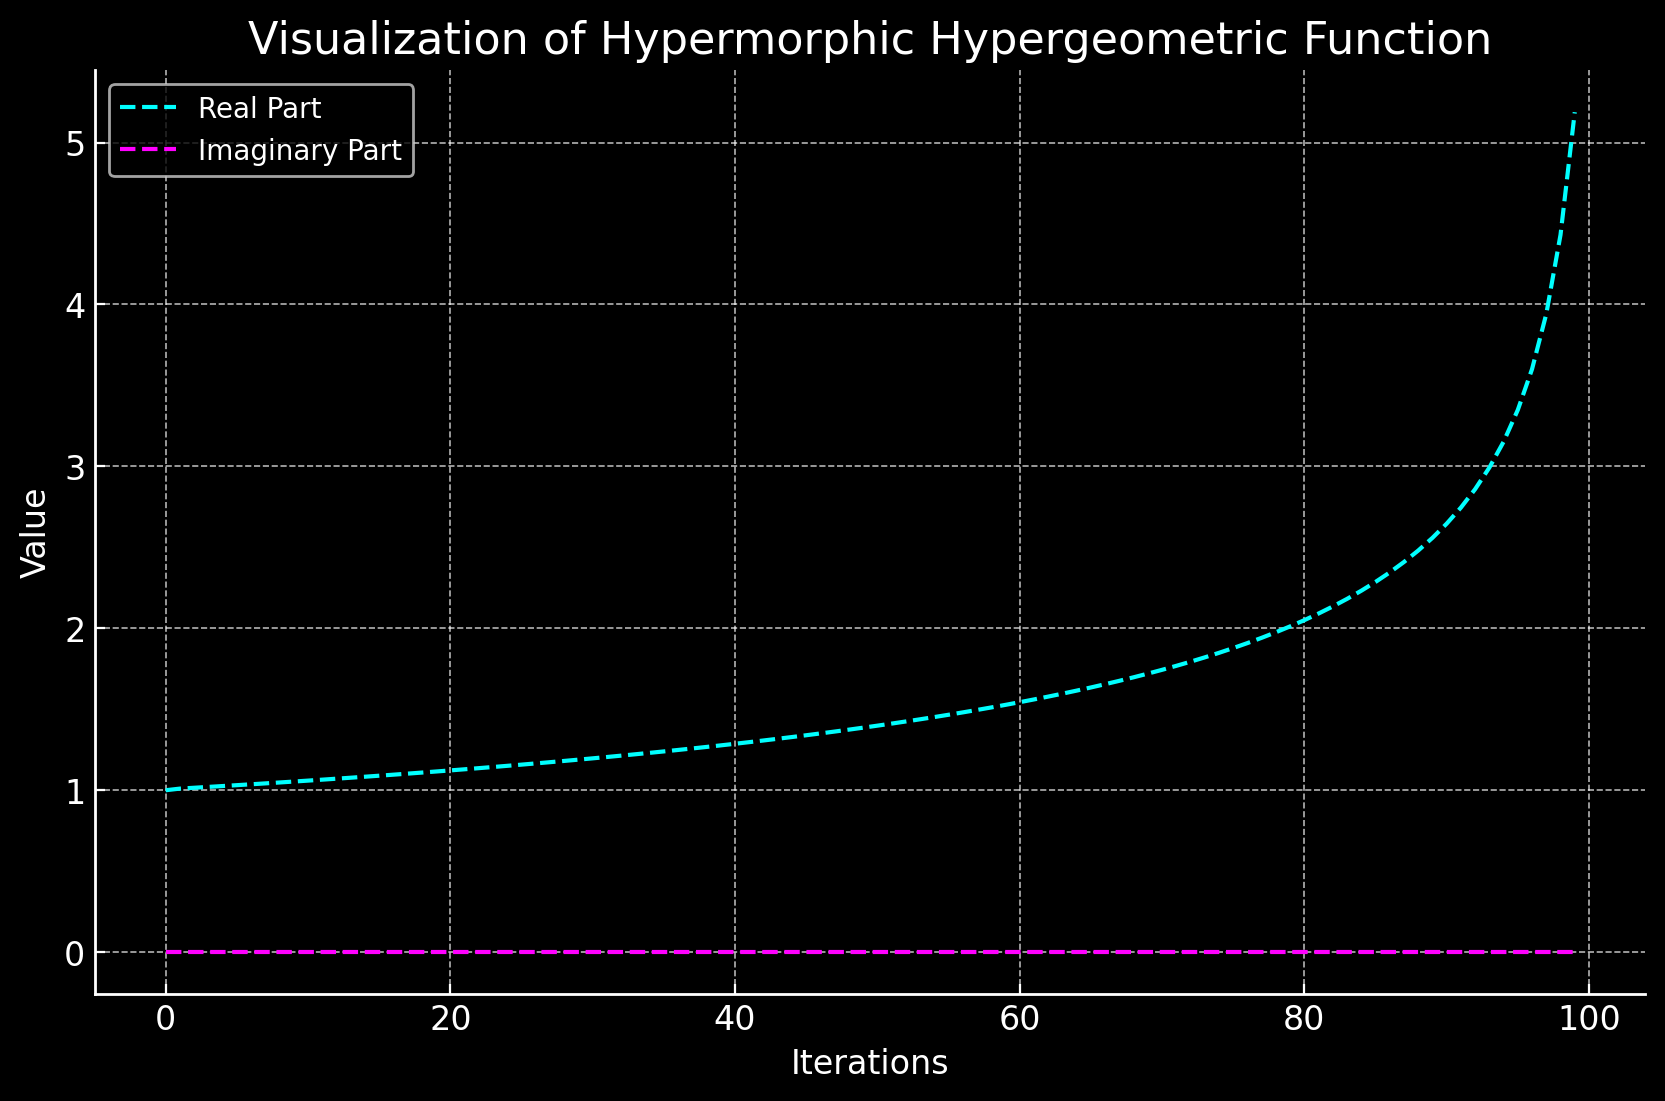 Visualization of Hypermorphic Hypergeometric Function
Real Part
Imaginary Part
5
4
3
2
1
0
Value
0 20 40 60 80 100
Iterations